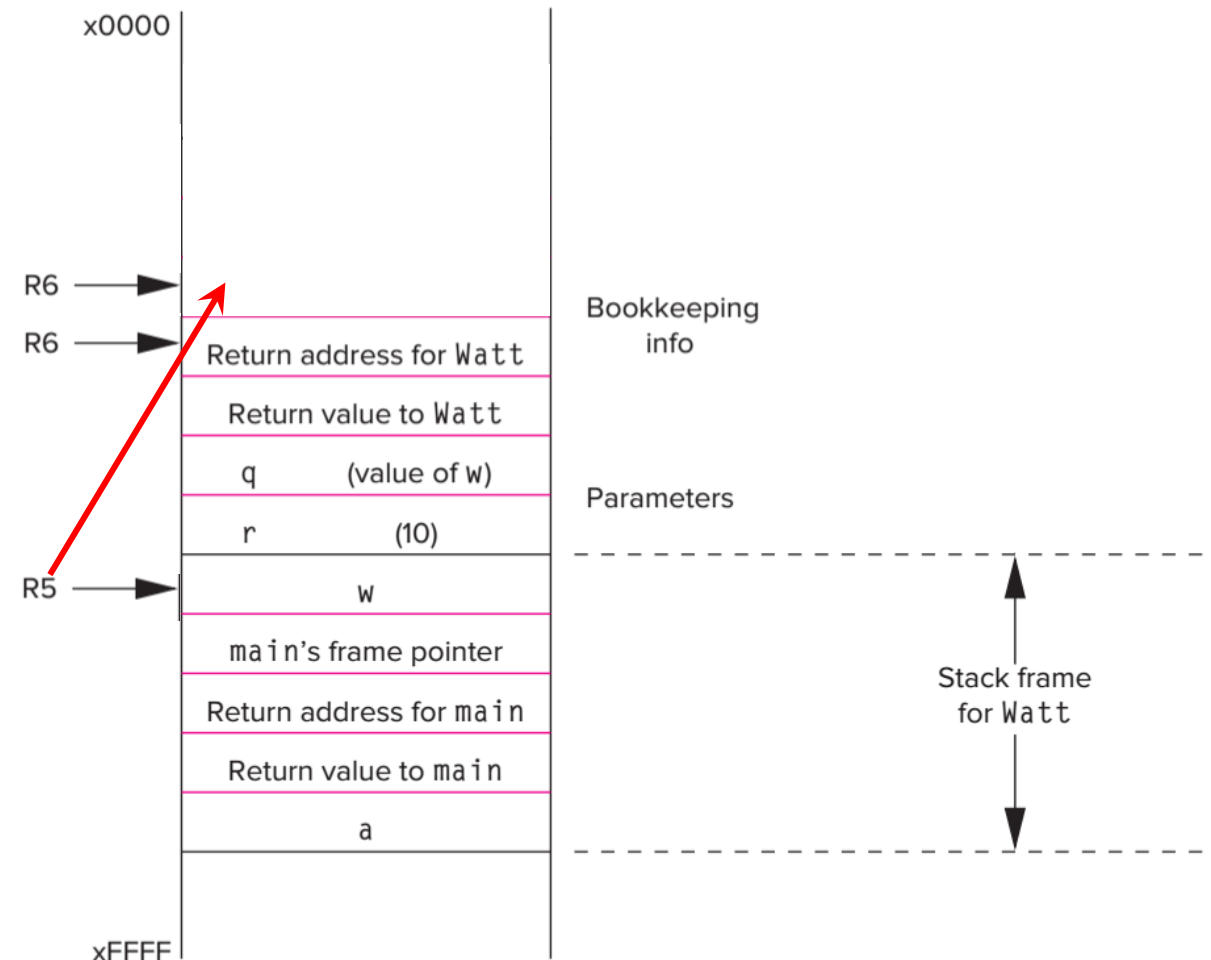 x0000
R6
Bookkeeping
info
R6
Return address for Watt
Return value to Watt
q (value of w)
Parameters
r (10)
R5
w
main's frame pointer
Stack frame
for Watt
Return address for main
Return value to main
a
xFFFF